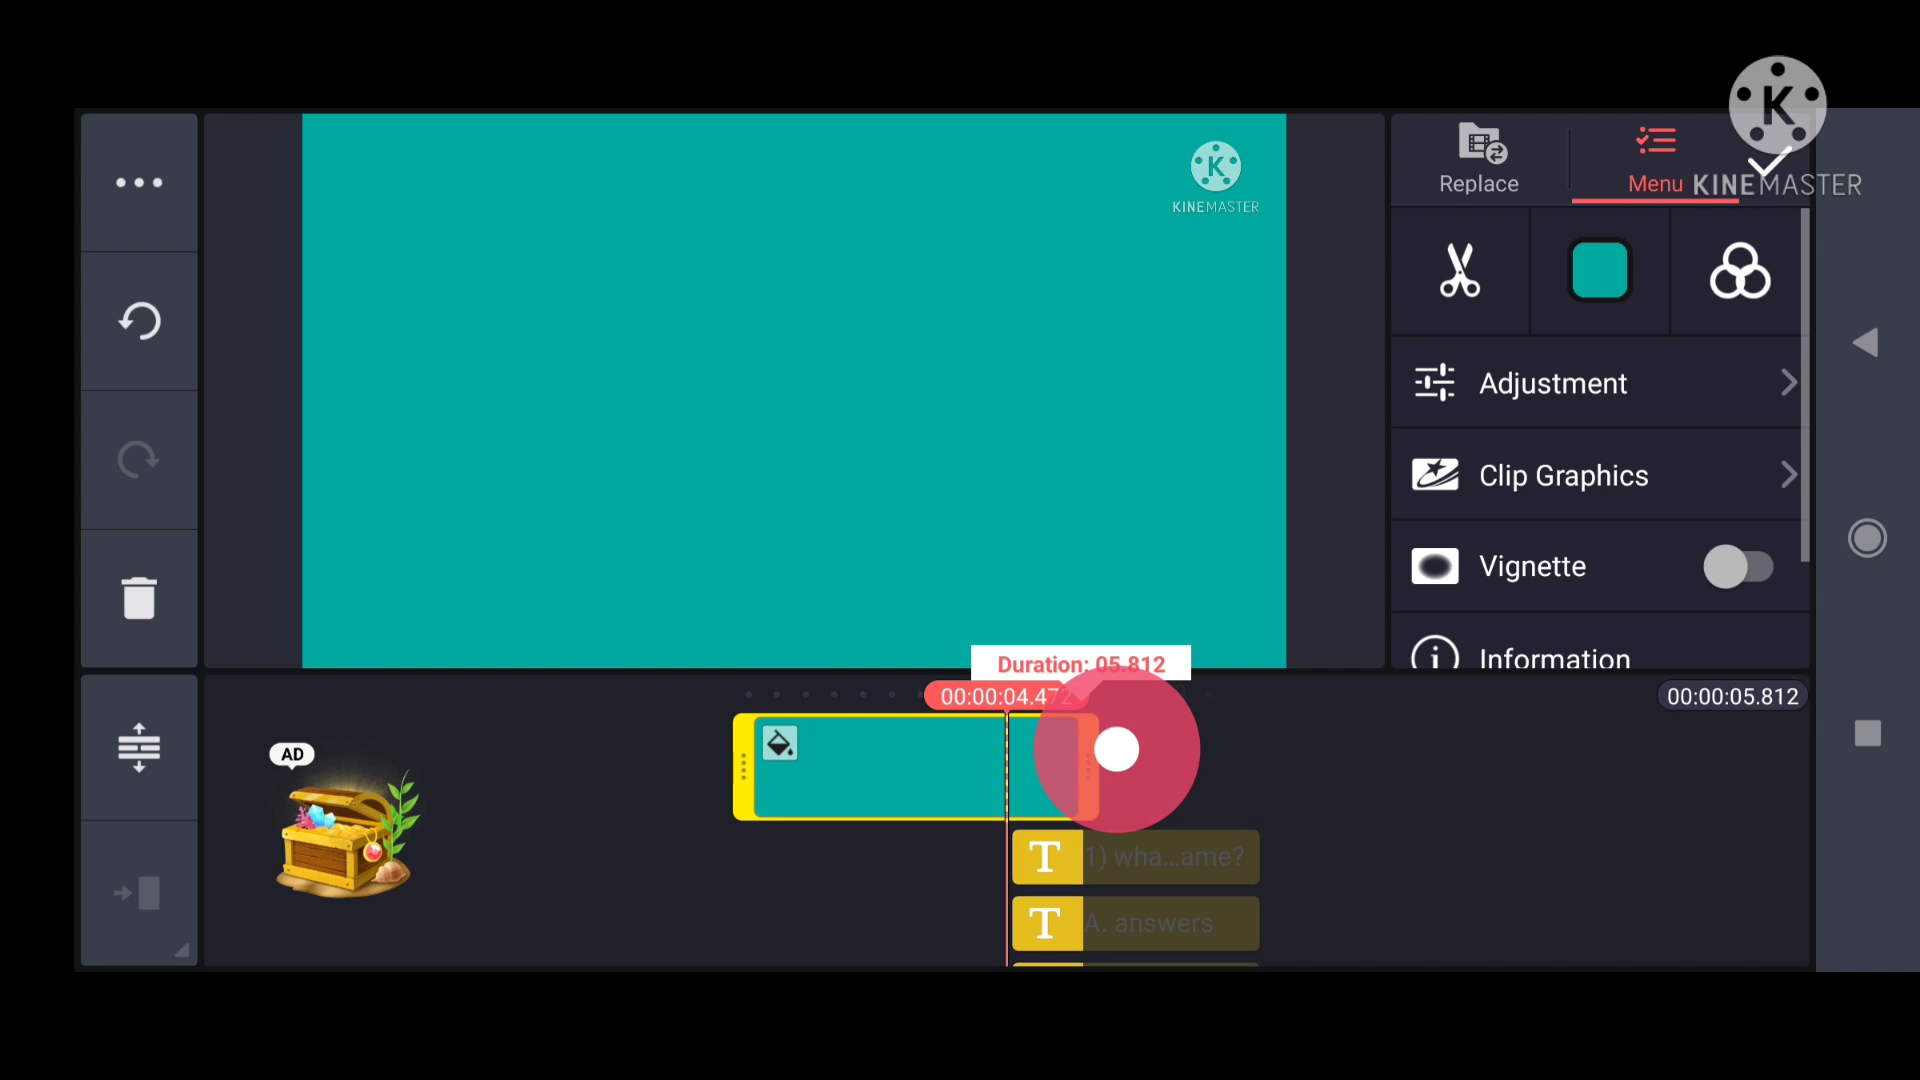 Replace
Menu
KINEMASTER
KINEMASTER
Adjustment
Clip Graphics
Vignette
Information
Duration: 05.812
00:00:04.472
00:00:05.812
AD
T 1) wha...ame?
T A. answers